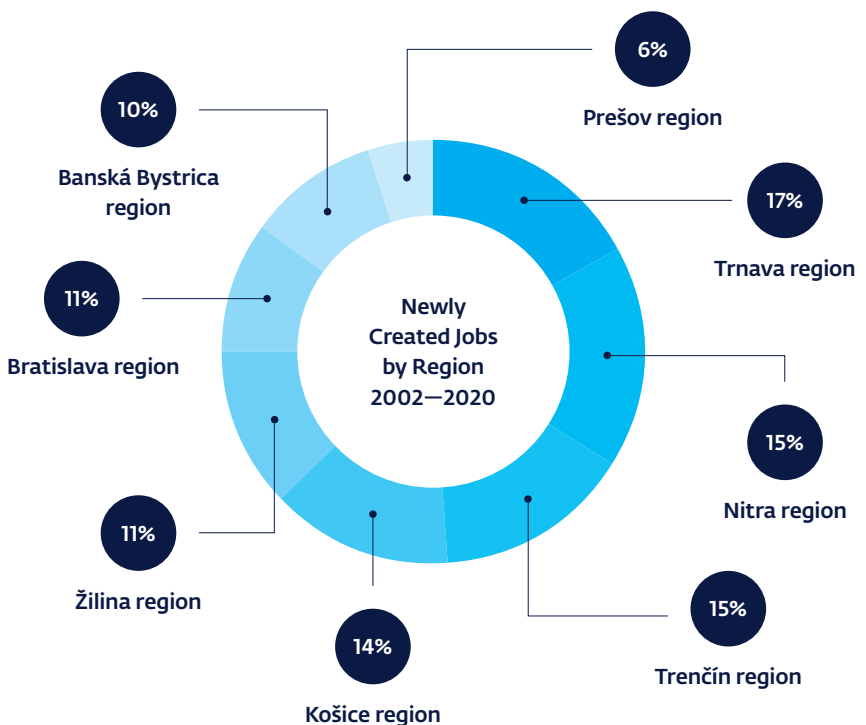 6%
Prešov region
10%
Banská Bystrica
region
17%
Trnava region
11%
Bratislava region
Newly
Created Jobs
by Region
2002—2020
15%
Nitra region
11%
Žilina region
15%
Trenčín region
14%
Košice region